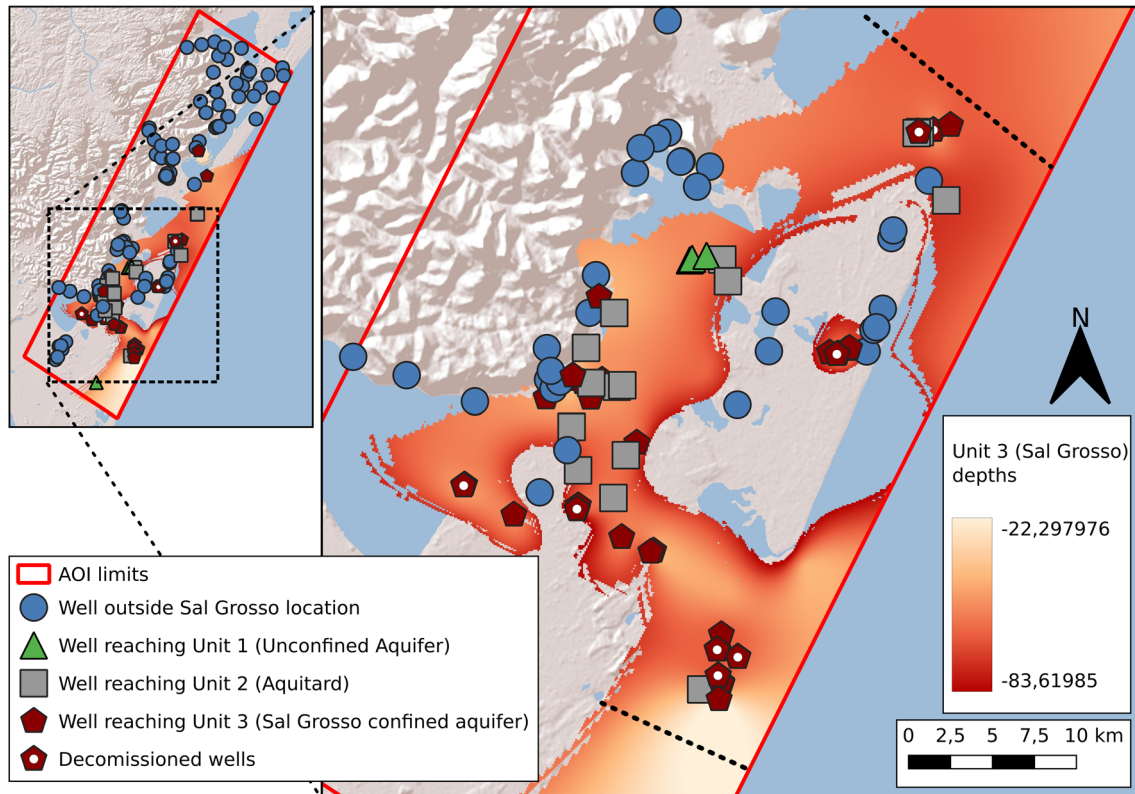 N
Unit 3 (Sal Grosso)
depths
-22,297976
-83,61985
0 2,5 5 7,5 10 km
AOI limits
Well outside Sal Grosso location
Well reaching Unit 1 (Unconfined Aquifer)
Well reaching Unit 2 (Aquitard)
Well reaching Unit 3 (Sal Grosso confined aquifer)
Decomissioned wells